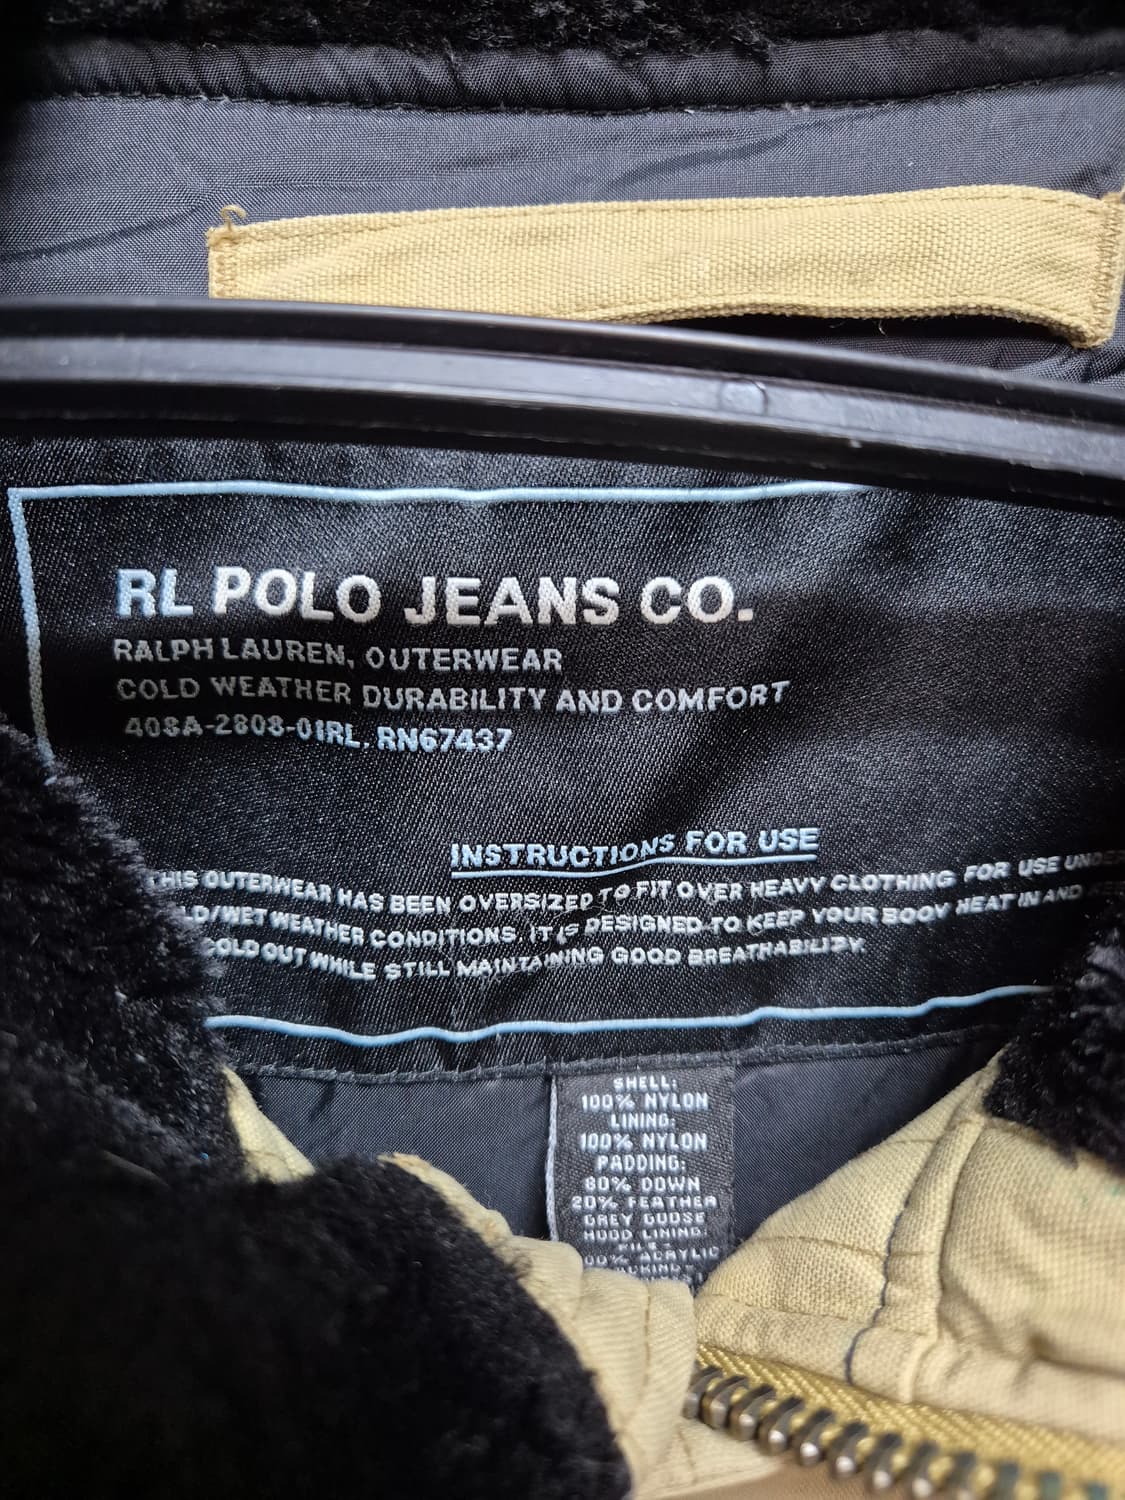 RL POLO JEANS CO.
RALPH LAUREN, OUTERWEAR
COLD WEATHER DURABILITY AND COMFORT
408A-2808-01RL. RN67437
INSTRUCTIONS FOR USE
THIS OUTERWEAR HAS BEEN OVERSIZED TO FIT OVER HEAVY CLOTHING FOR USE
WET WEATHER CONDITIONS. IT IS DESIGNED TO KEEP YOUR BODY HEAT IN AND
COLD OUT WHILE STILL MAINTAINING GOOD BREATHABILIZY.
SHELL:
100% NYLON
LINING:
100% NYLON
PADDING:
80% DOWN
20% FEATHER
GREY GOOSE
HOOD LINING:
ACRYLIC